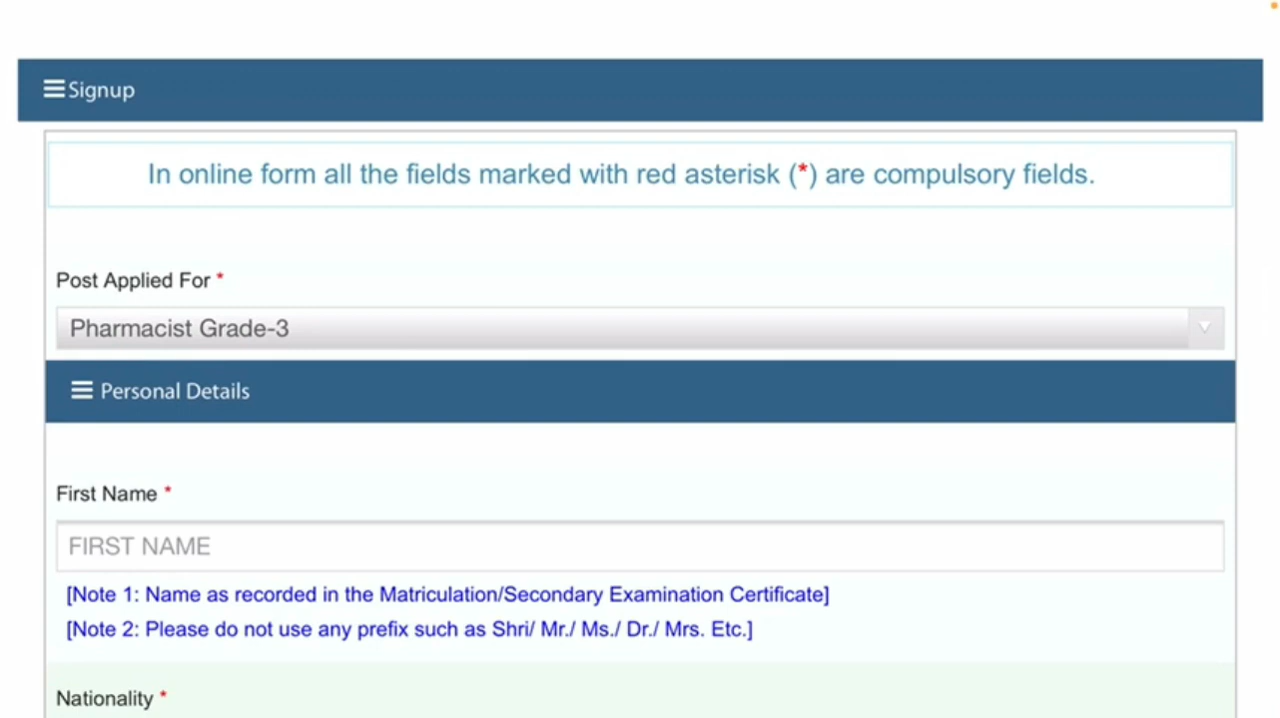 Signup
In online form all the fields marked with red asterisk (*) are compulsory fields.
Post Applied For *
Pharmacist Grade-3
Personal Details
First Name *
FIRST NAME
[Note 1: Name as recorded in the Matriculation/Secondary Examination Certificate]
[Note 2: Please do not use any prefix such as Shri/ Mr./ Ms./ Dr./ Mrs. Etc.]
Nationality *